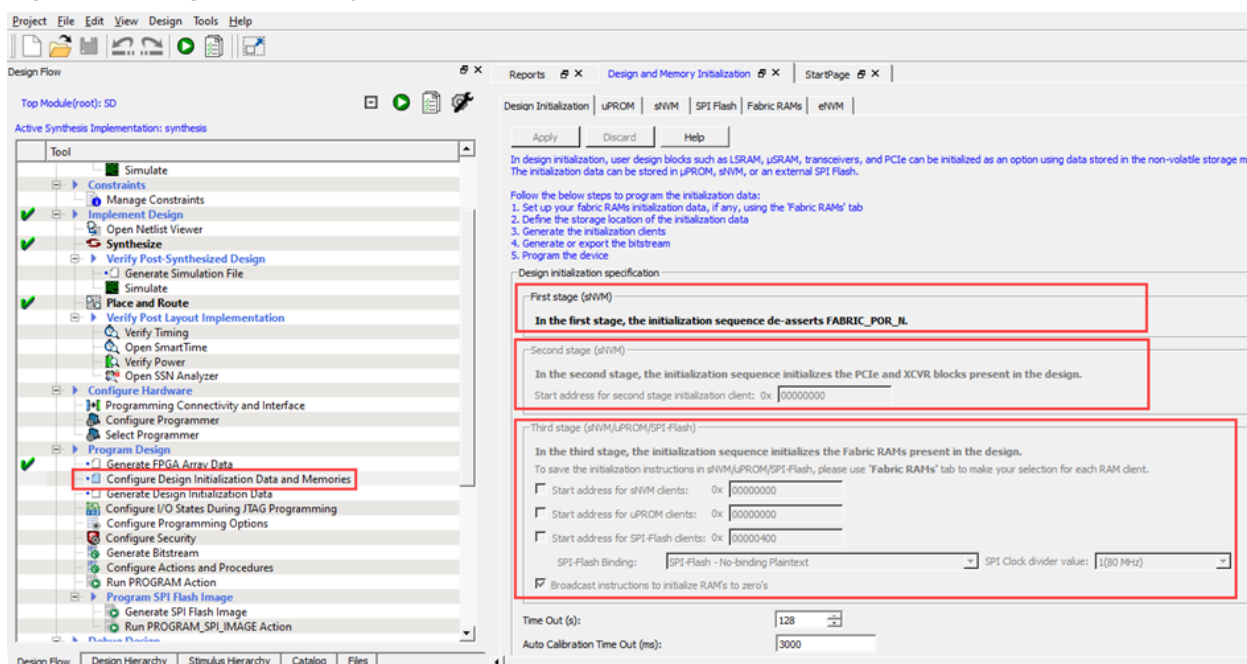 Project File Edit View Design Tools Help
Design Flow
Top Module(root): SD
Active Synthesis Implementation: synthesis
Tool
Simulate
Constraints
Manage Constraints
Implement Design
Open Netlist Viewer
Synthesize
Verify Post-Synthesized Design
Generate Simulation File
Simulate
Place and Route
Verify Post Layout Implementation
Verify Timing
Open SmartTime
Verify Power
Open SSN Analyzer
Configure Hardware
Programming Connectivity and Interface
Configure Programmer
Select Programmer
Program Design
Generate FPGA Array Data
Configure Design Initialization Data and Memories
Generate Design Initialization Data
Configure I/O States During JTAG Programming
Configure Programming Options
Configure Security
Generate Bitstream
Configure Actions and Procedures
Run PROGRAM Action
Program SPI Flash Image
Generate SPI Flash Image
Run PROGRAM_SPI_IMAGE Action
Debug Design
Design Flow Design Hierarchy Stimulus Hierarchy Catalog Files
Reports Design and Memory Initialization StartPage
Design Initialization uPROM sNVM SPI Flash Fabric RAMs eNVM
Apply Discard Help
In design initialization, user design blocks such as LSRAM, µSRAM, transceivers, and PCIe can be initialized as an option using data stored in the non-volatile storage m
The initialization data can be stored in µPROM, sNVM, or an external SPI Flash.
Follow the below steps to program the initialization data:
1. Set up your fabric RAMs initialization data, if any, using the 'Fabric RAMs' tab
2. Define the storage location of the initialization data
3. Generate the initialization clients
4. Generate or export the bitstream
5. Program the device
Design initialization specification
First stage (sNVM)
In the first stage, the initialization sequence de-asserts FABRIC_POR_N.
Second stage (sNVM)
In the second stage, the initialization sequence initializes the PCIe and XCVR blocks present in the design.
Start address for second stage initialization client: 0x 00000000
Third stage (sNVM/uPROM/SPI-Flash)
In the third stage, the initialization sequence initializes the Fabric RAMs present in the design.
To save the initialization instructions in sNVM/uPROM/SPI-Flash, please use 'Fabric RAMs' tab to make your selection for each RAM client.
Start address for sNVM clients: 0x 00000000
Start address for uPROM clients: 0x 00000000
Start address for SPI-Flash clients: 0x 00000400
SPI-Flash Binding: SPI-Flash - No-binding Plaintext SPI Clock divider value: 1(80 MHz)
Broadcast instructions to initialize RAM's to zero's
Time Out (s): 128
Auto Calibration Time Out (ms): 3000